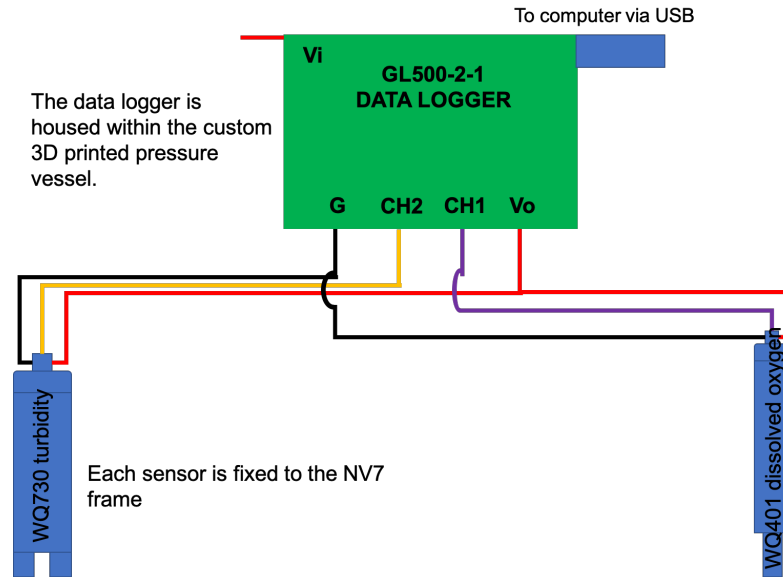 To computer via USB
Vi
GL500-2-1
DATA LOGGER
The data logger is
housed within the custom
3D printed pressure
vessel.
G CH2 CH1 Vo
WQ730 turbidity
WQ401 dissolved oxygen
Each sensor is fixed to the NV7
frame